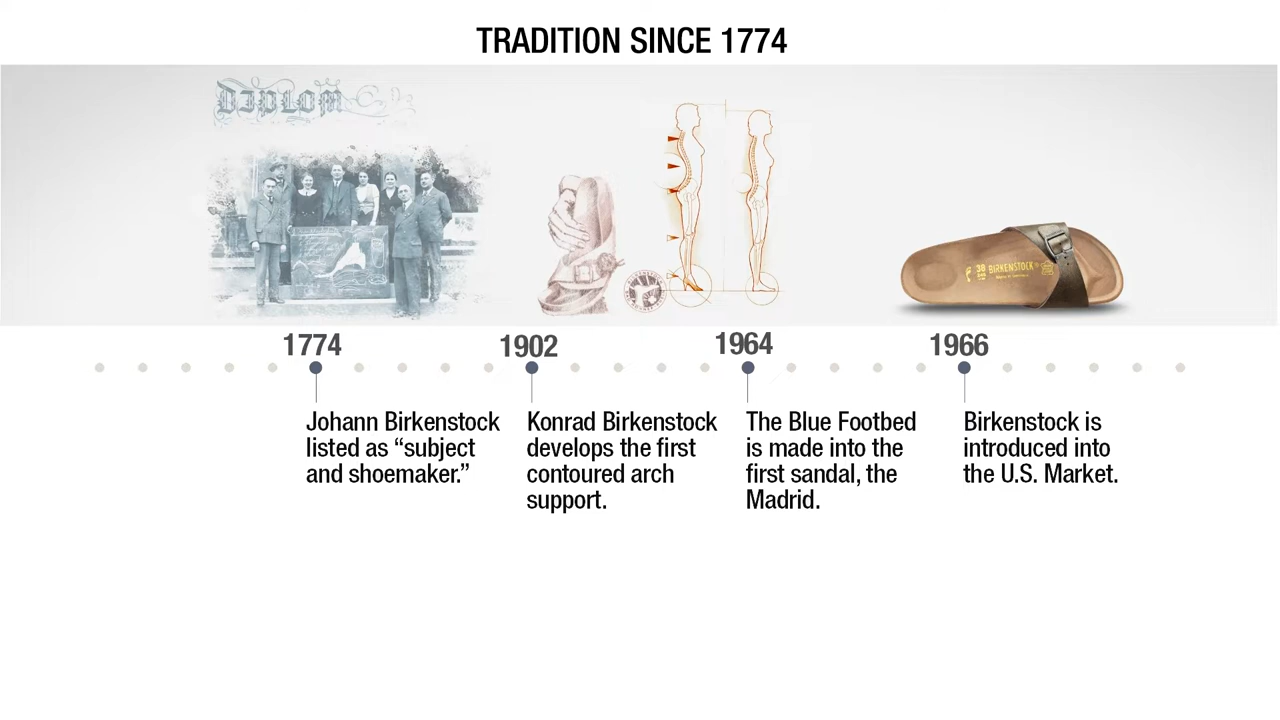 TRADITION SINCE 1774
Diplom
38
BIRKENSTOCK
1774
1902
1964
1966
Johann Birkenstock
listed as “subject
and shoemaker.”
Konrad Birkenstock
develops the first
contoured arch
support.
The Blue Footbed
is made into the
first sandal, the
Madrid.
Birkenstock is
introduced into
the U.S. Market.